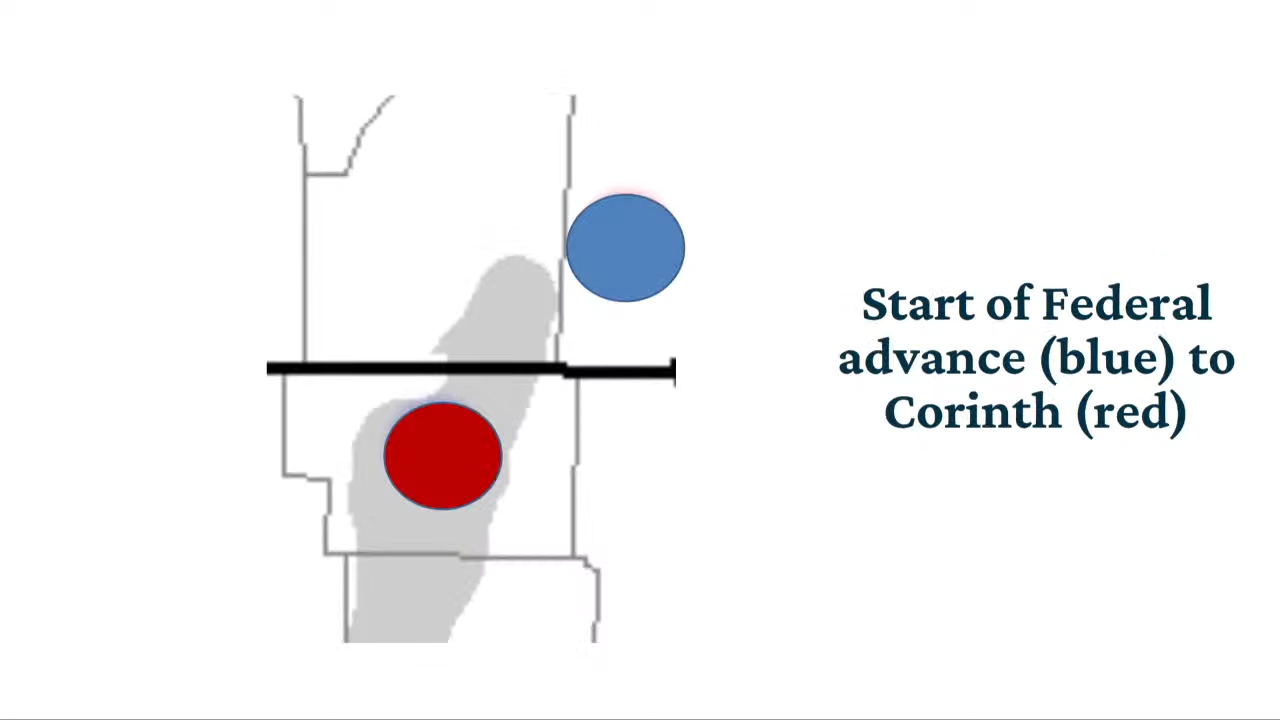 Start of Federal
advance (blue) to
Corinth (red)